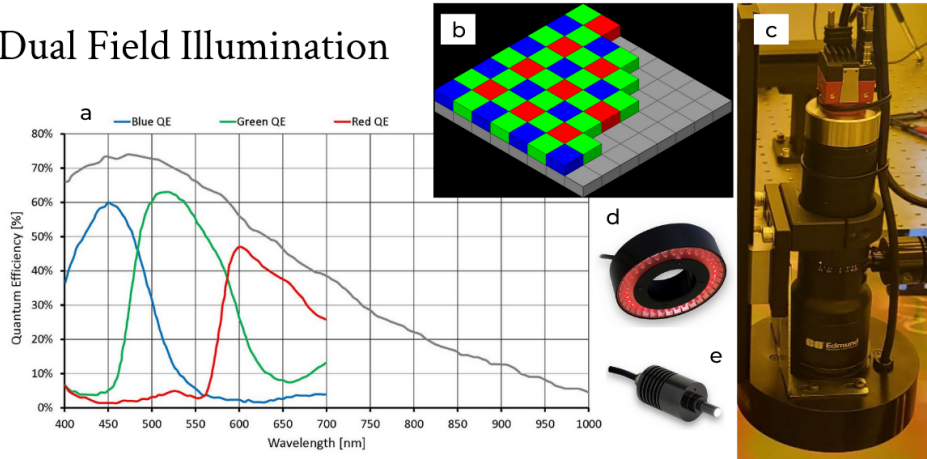 Dual Field Illumination
a
Blue QE Green QE Red QE
80%
70%
60%
50%
40%
30%
20%
10%
0%
Quantum Efficiency [%]
400 450 500 550 600 650 700 750 800 850 900 950 1000
Wavelength [nm]
b
c
d
e
Edmund